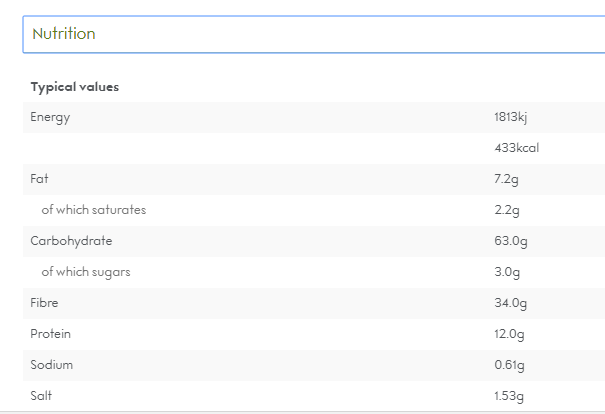 Nutrition
Typical values
Energy 1813kj
433kcal
Fat 7.2g
of which saturates 2.2g
Carbohydrate 63.0g
of which sugars 3.0g
Fibre 34.0g
Protein 12.0g
Sodium 0.61g
Salt 1.53g